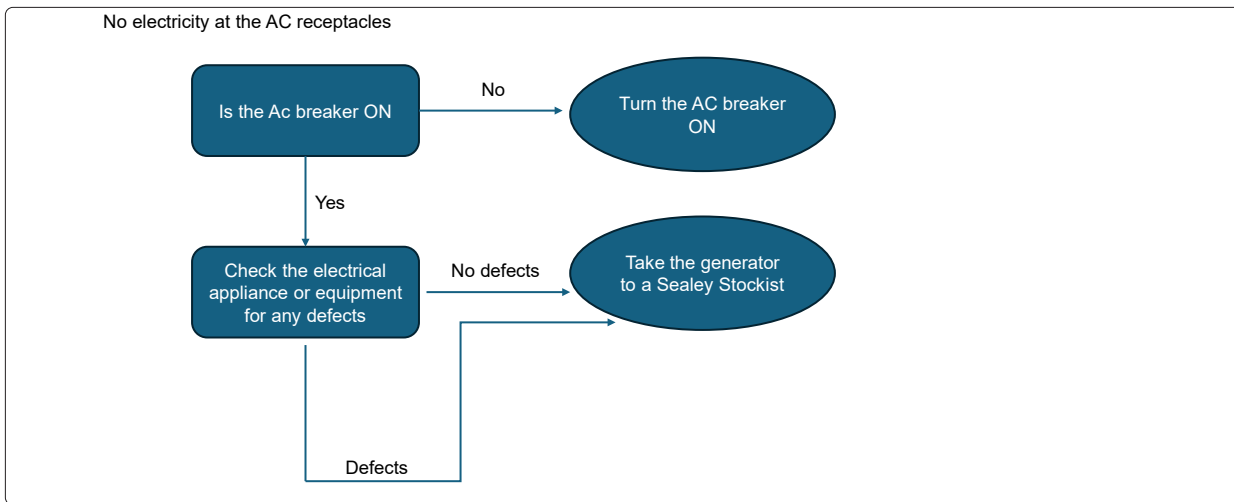 No electricity at the AC receptacles
Is the Ac breaker ON
No
Turn the AC breaker
ON
Yes
Check the electrical
appliance or equipment
for any defects
No defects
Take the generator
to a Sealey Stockist
Defects